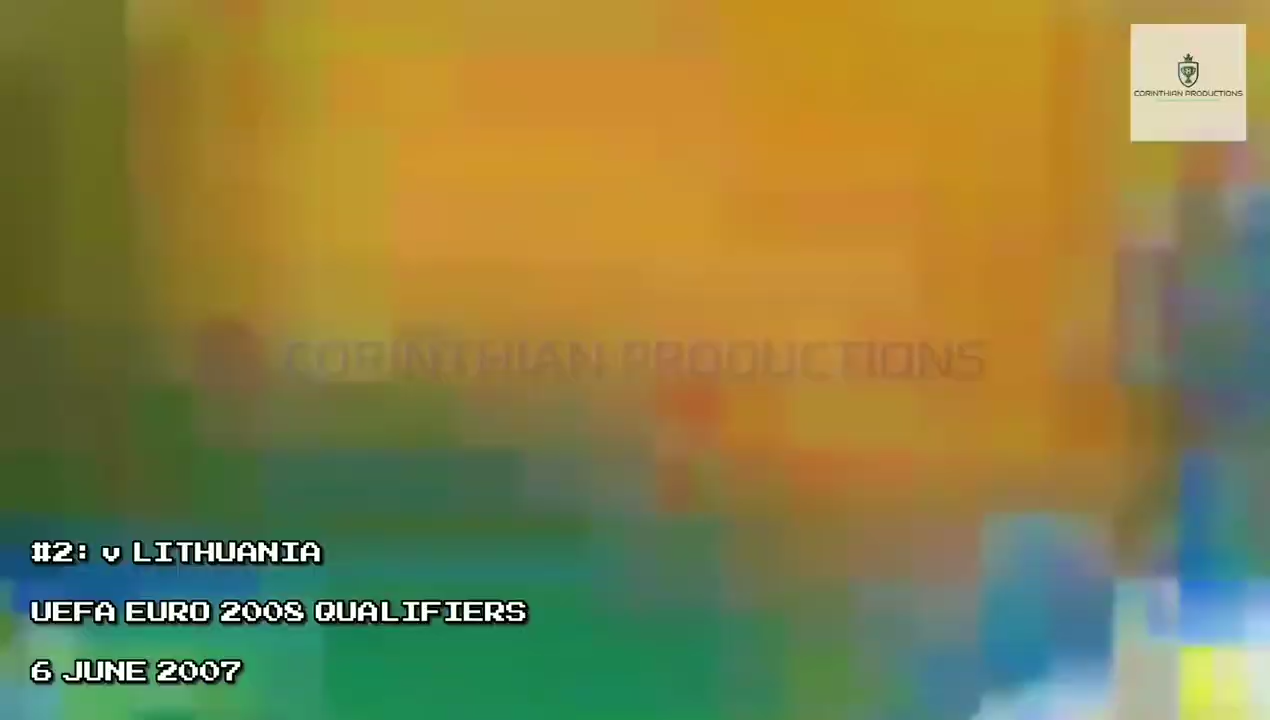 CORINTHIAN PRODUCTIONS
CORINTHIAN PRODUCTIONS
#2: v LITHUANIA
UEFA EURO 2008 QUALIFIERS
6 JUNE 2007